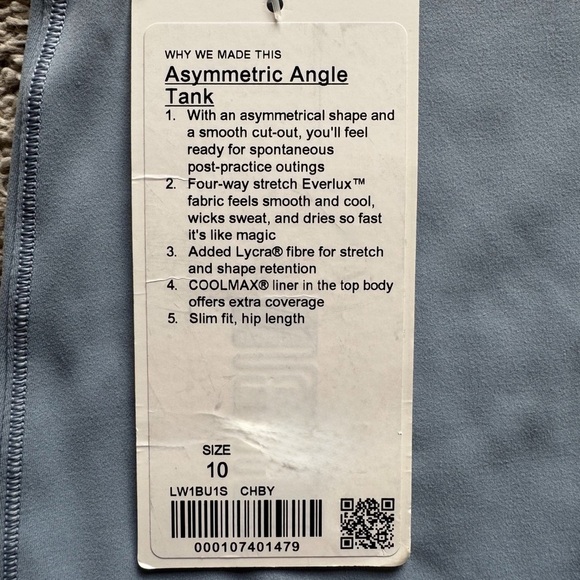 WHY WE MADE THIS
Asymmetric Angle
Tank
1. With an asymmetrical shape and
a smooth cut-out, you'll feel
ready for spontaneous
post-practice outings
2. Four-way stretch Everlux™
fabric feels smooth and cool,
wicks sweat, and dries so fast
it's like magic
3. Added Lycra® fibre for stretch
and shape retention
4. COOLMAX® liner in the top body
offers extra coverage
5. Slim fit, hip length
SIZE
10
LW1BU1S CHBY
000107401479